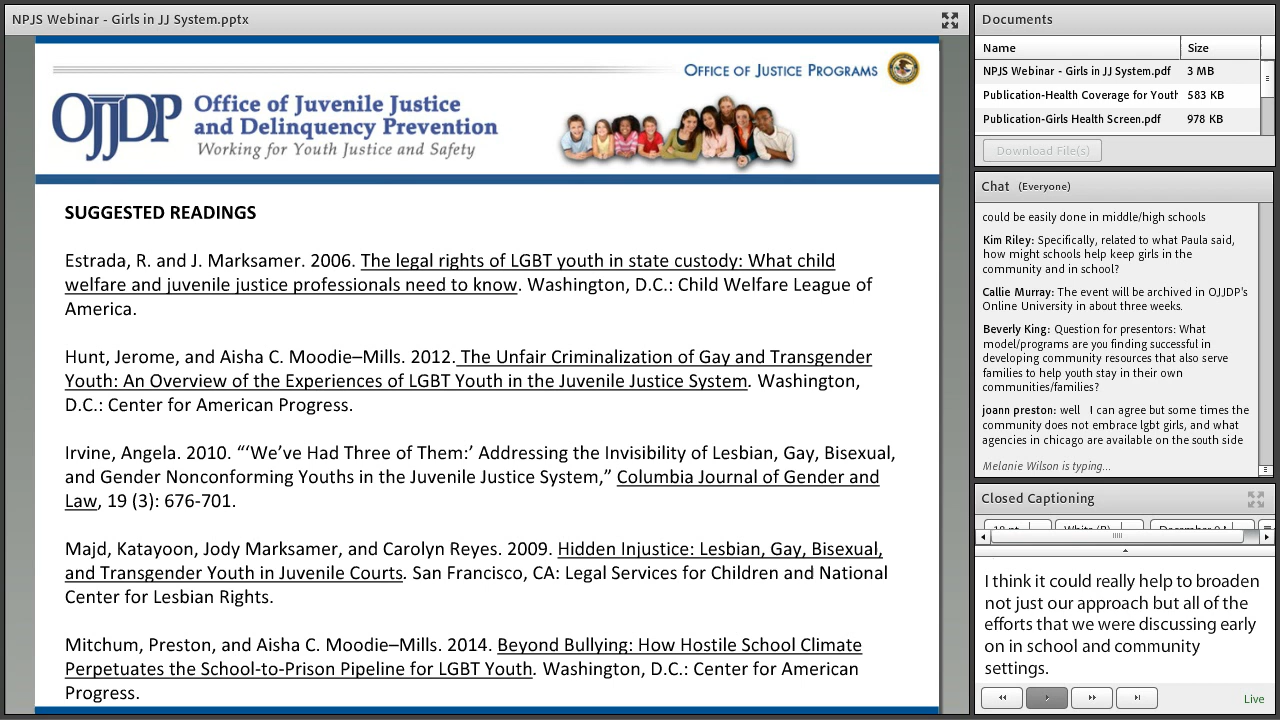 NPJS Webinar - Girls in JJ System.pptx
OFFICE OF JUSTICE PROGRAMS
OJJDP
Office of Juvenile Justice
and Delinquency Prevention
Working for Youth Justice and Safety
SUGGESTED READINGS
Estrada, R. and J. Marksamer. 2006. The legal rights of LGBT youth in state custody: What child
welfare and juvenile justice professionals need to know. Washington, D.C.: Child Welfare League of
America.
Hunt, Jerome, and Aisha C. Moodie–Mills. 2012. The Unfair Criminalization of Gay and Transgender
Youth: An Overview of the Experiences of LGBT Youth in the Juvenile Justice System. Washington,
D.C.: Center for American Progress.
Irvine, Angela. 2010. “‘We’ve Had Three of Them:’ Addressing the Invisibility of Lesbian, Gay, Bisexual,
and Gender Nonconforming Youths in the Juvenile Justice System,” Columbia Journal of Gender and
Law, 19 (3): 676-701.
Majd, Katayoon, Jody Marksamer, and Carolyn Reyes. 2009. Hidden Injustice: Lesbian, Gay, Bisexual,
and Transgender Youth in Juvenile Courts. San Francisco, CA: Legal Services for Children and National
Center for Lesbian Rights.
Mitchum, Preston, and Aisha C. Moodie–Mills. 2014. Beyond Bullying: How Hostile School Climate
Perpetuates the School-to-Prison Pipeline for LGBT Youth. Washington, D.C.: Center for American
Progress.
Documents
Name Size
NPJS Webinar - Girls in JJ System.pdf 3 MB
Publication-Health Coverage for Youth 583 KB
Publication-Girls Health Screen.pdf 978 KB
Download File(s)
Chat (Everyone)
could be easily done in middle/high schools
Kim Riley: Specifically, related to what Paula said,
how might schools help keep girls in the
community and in school?
Callie Murray: The event will be archived in OJJDP's
Online University in about three weeks.
Beverly King: Question for presentors: What
model/programs are you finding successful in
developing community resources that also serve
families to help youth stay in their own
communities/families?
joann preston: well I can agree but some times the
community does not embrace lgbt girls, and what
agencies in chicago are available on the south side
Melanie Wilson is typing...
Closed Captioning
I think it could really help to broaden
not just our approach but all of the
efforts that we were discussing early
on in school and community
settings.
Live